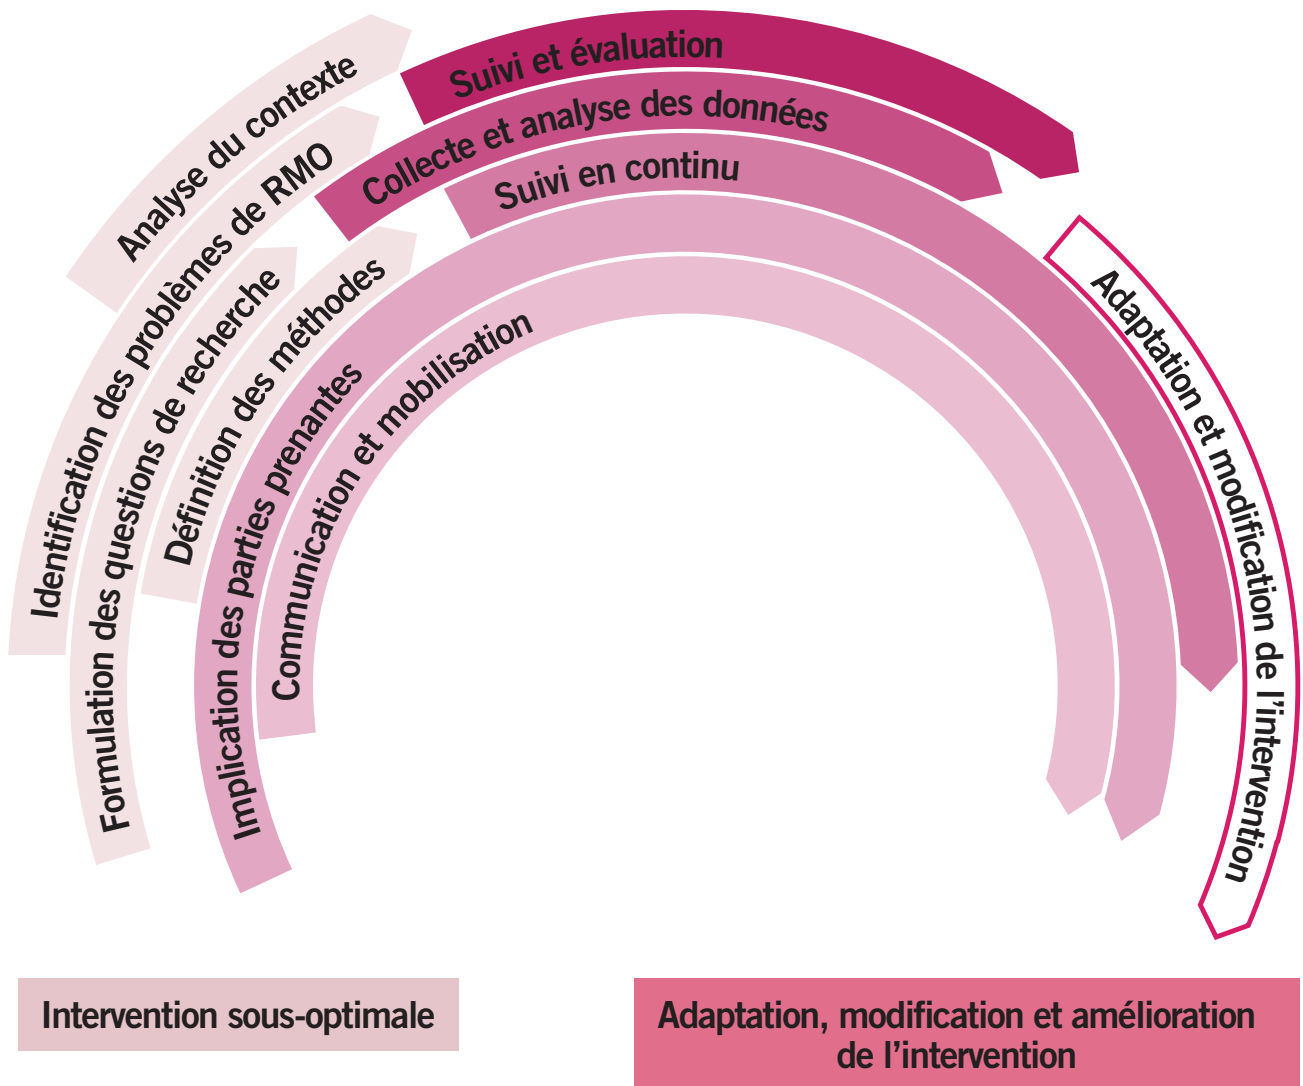 Analyse du contexte
Identification des problèmes de RMO
Formulation des questions de recherche
Définition des méthodes
Implication des parties prenantes
Communication et mobilisation
Suivi et évaluation
Collecte et analyse des données
Suivi en continu
Adaptation et modification de l'intervention
Intervention sous-optimale
Adaptation, modification et amélioration
de l'intervention